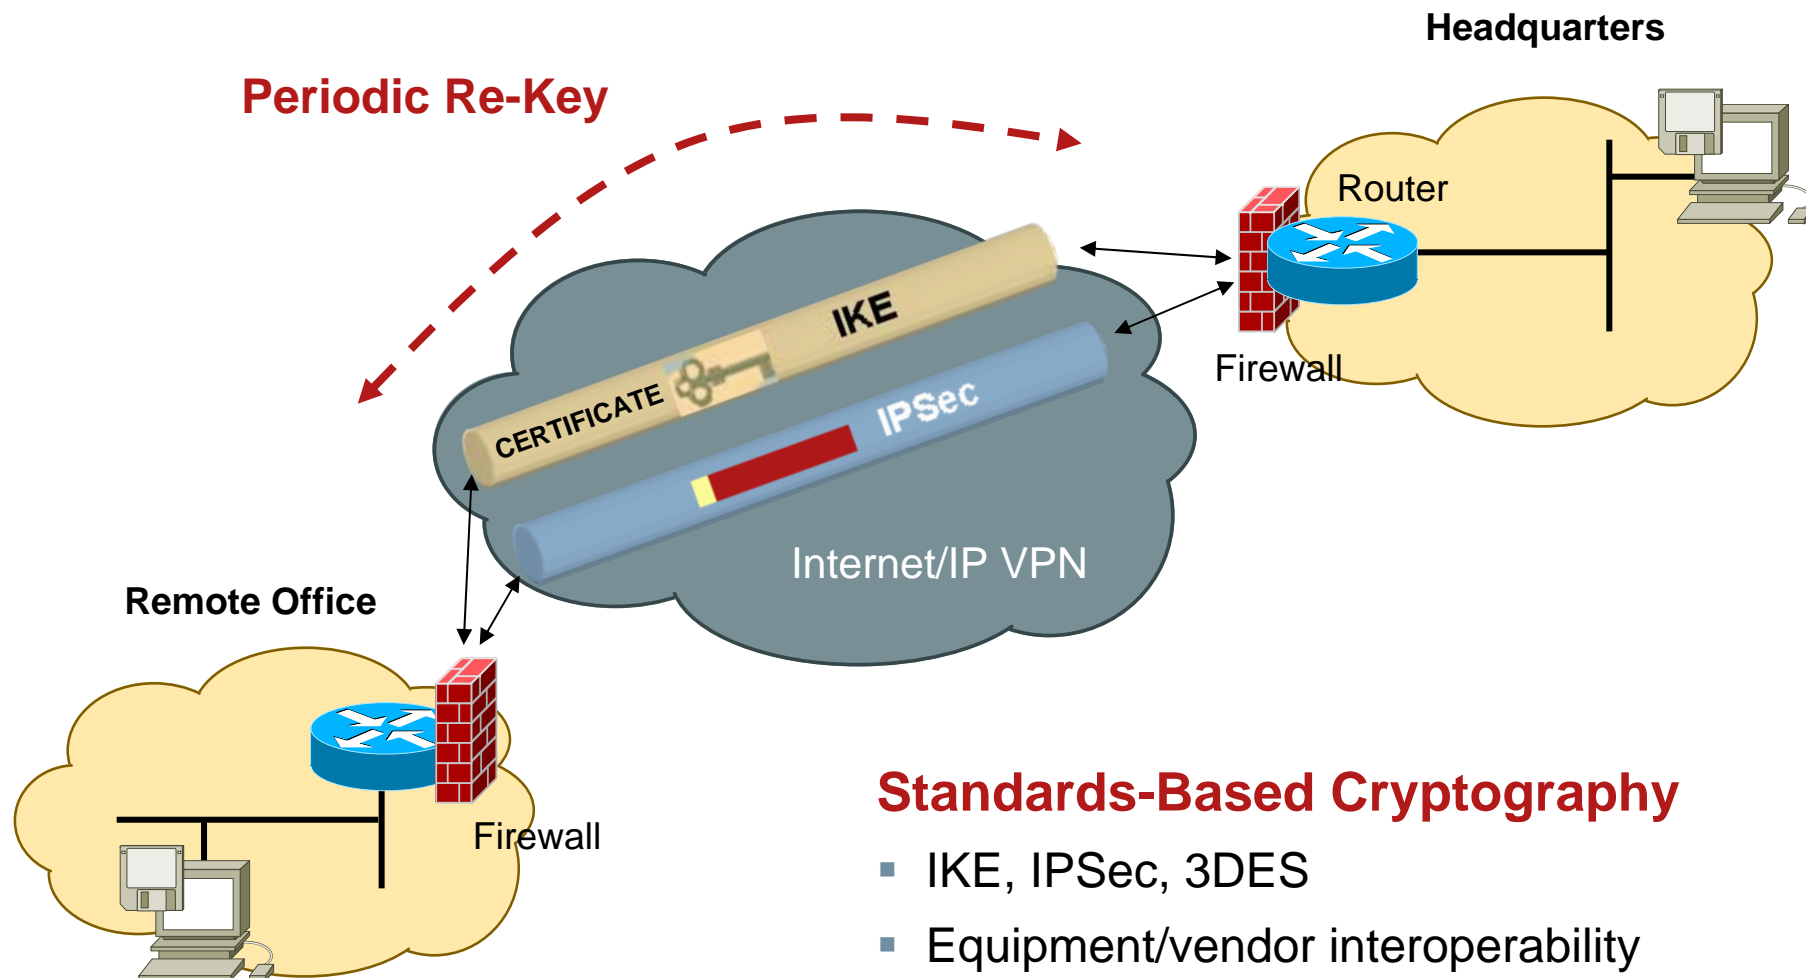 Headquarters
Periodic Re-Key
Router
IKE
Firewall
CERTIFICATE
IPSec
Internet/IP VPN
Remote Office
Firewall
Standards-Based Cryptography
▪ IKE, IPSec, 3DES
▪ Equipment/vendor interoperability